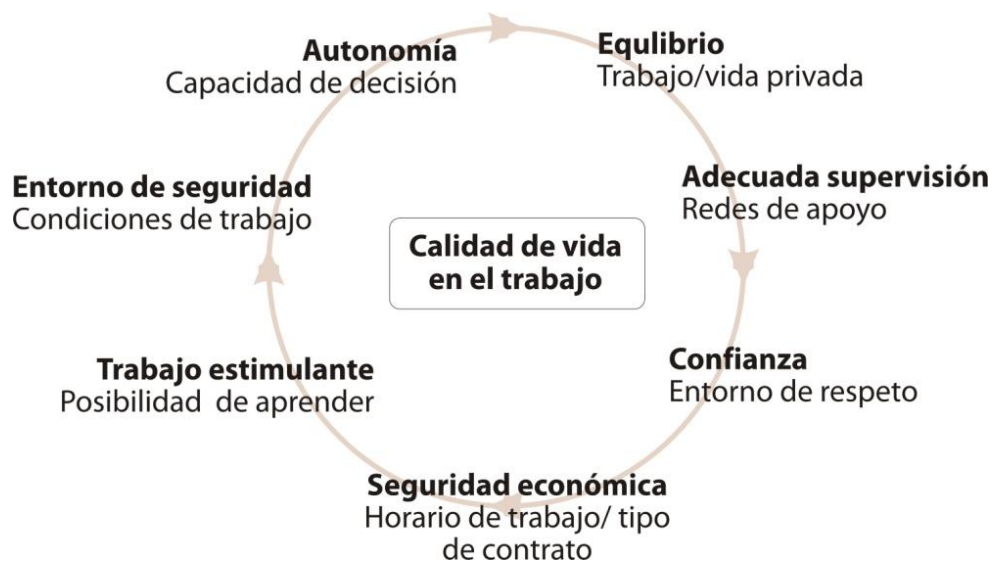 Autonomía
Capacidad de decisión
Equlibrio
Trabajo/vida privada
Entorno de seguridad
Condiciones de trabajo
Adecuada supervisión
Redes de apoyo
Calidad de vida
en el trabajo
Trabajo estimulante
Posibilidad de aprender
Confianza
Entorno de respeto
Seguridad económica
Horario de trabajo/ tipo
de contrato